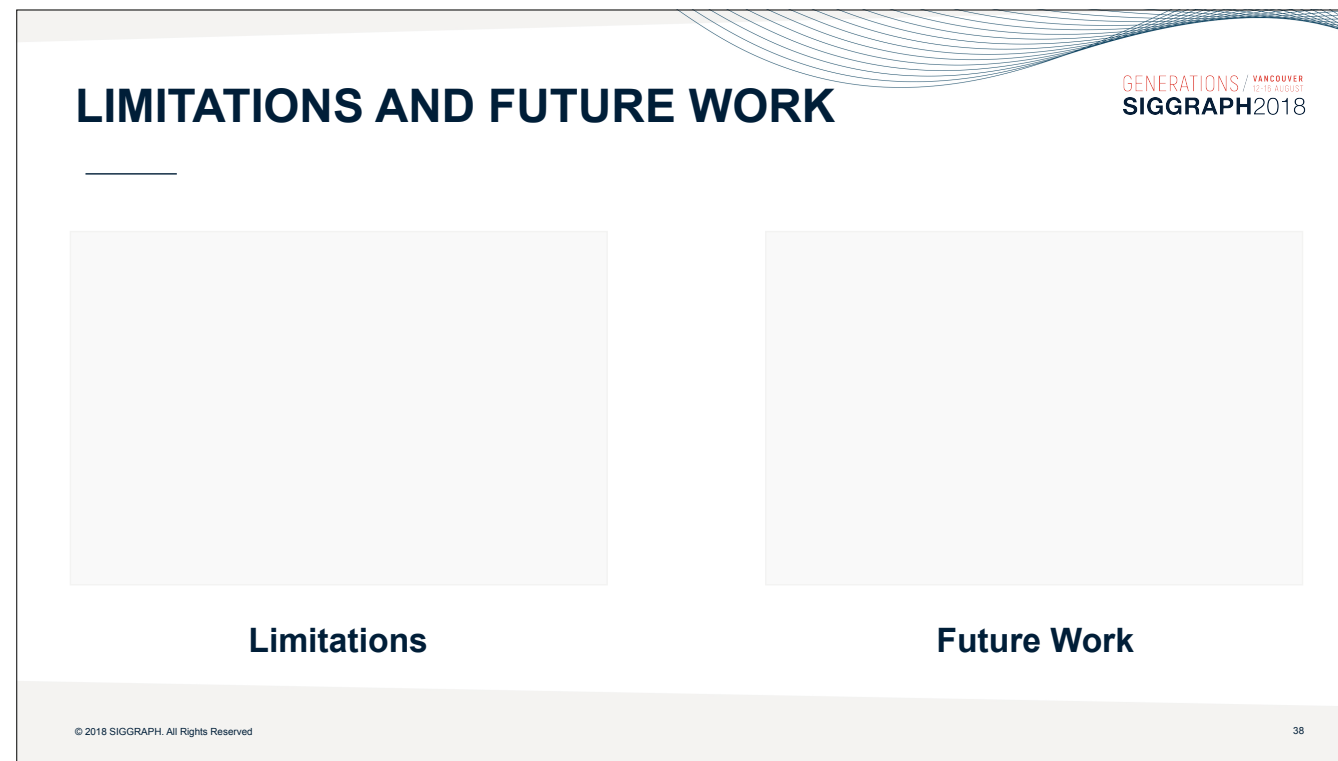 LIMITATIONS AND FUTURE WORK
GENERATIONS / VANCOUVER
12-16 AUGUST
SIGGRAPH2018
Limitations
Future Work
© 2018 SIGGRAPH. All Rights Reserved
38